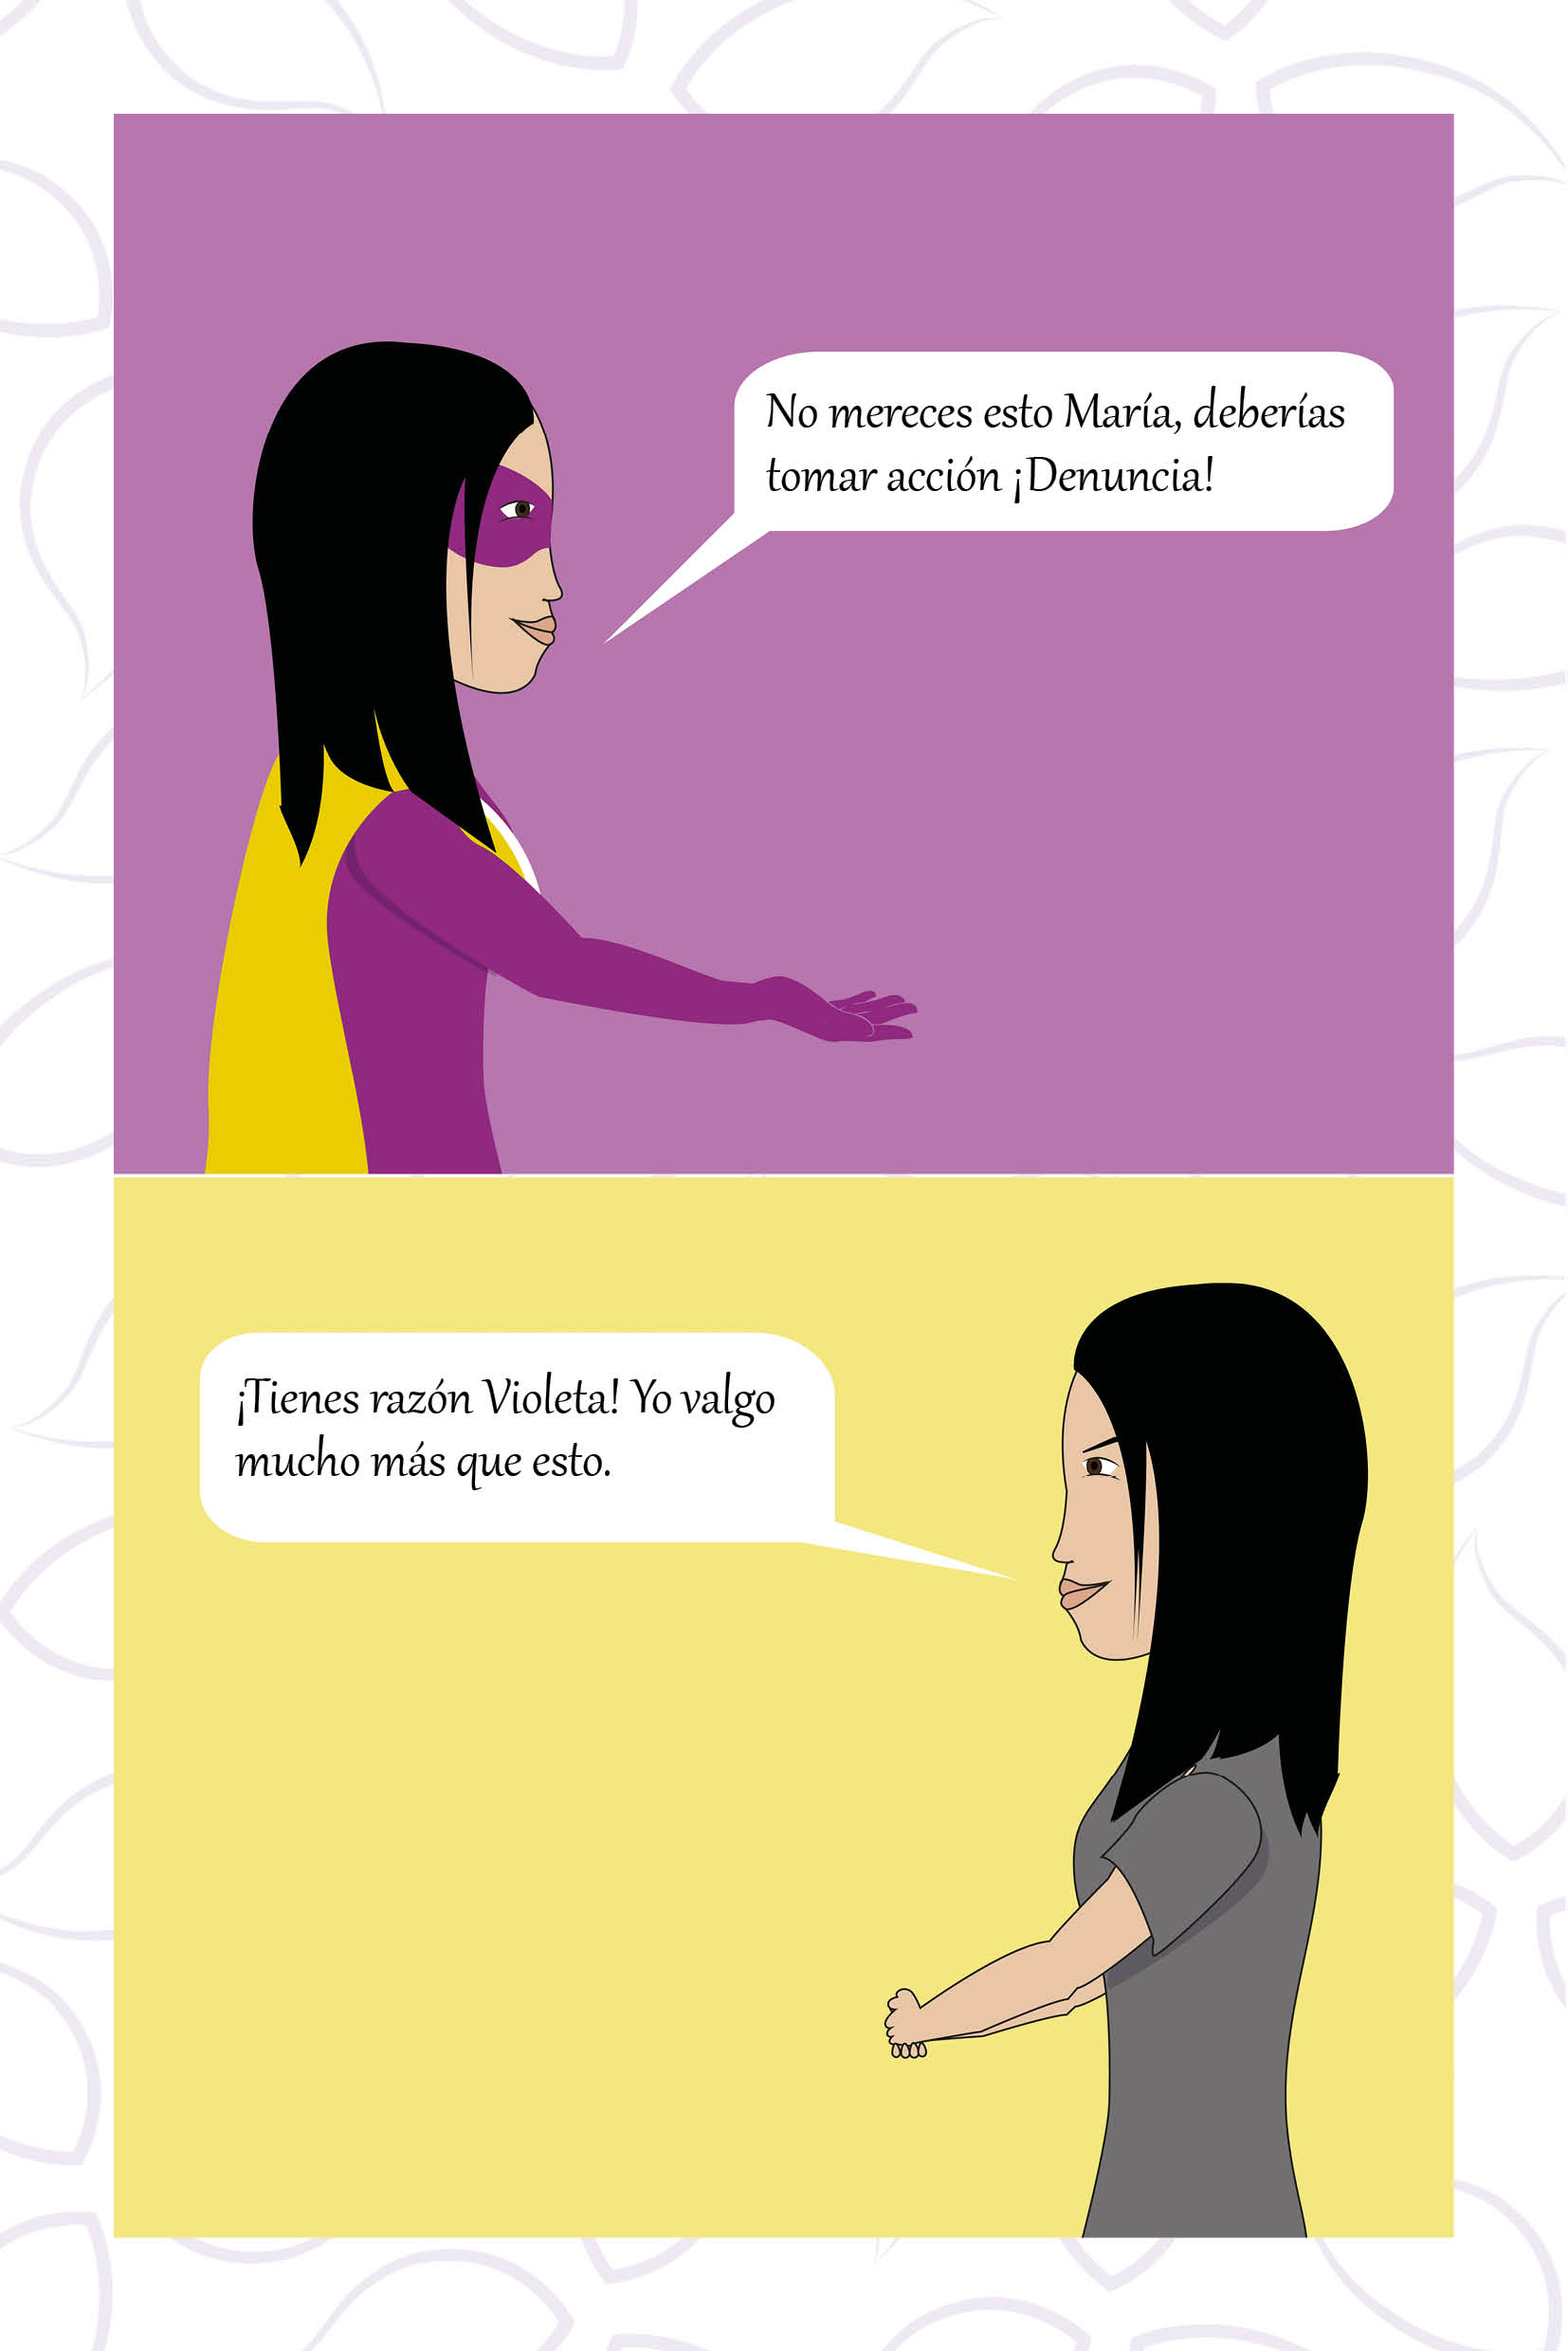 No mereces esto María, deberías
tomar acción ¡Denuncia!
¡Tienes razón Violeta! Yo valgo
mucho más que esto.